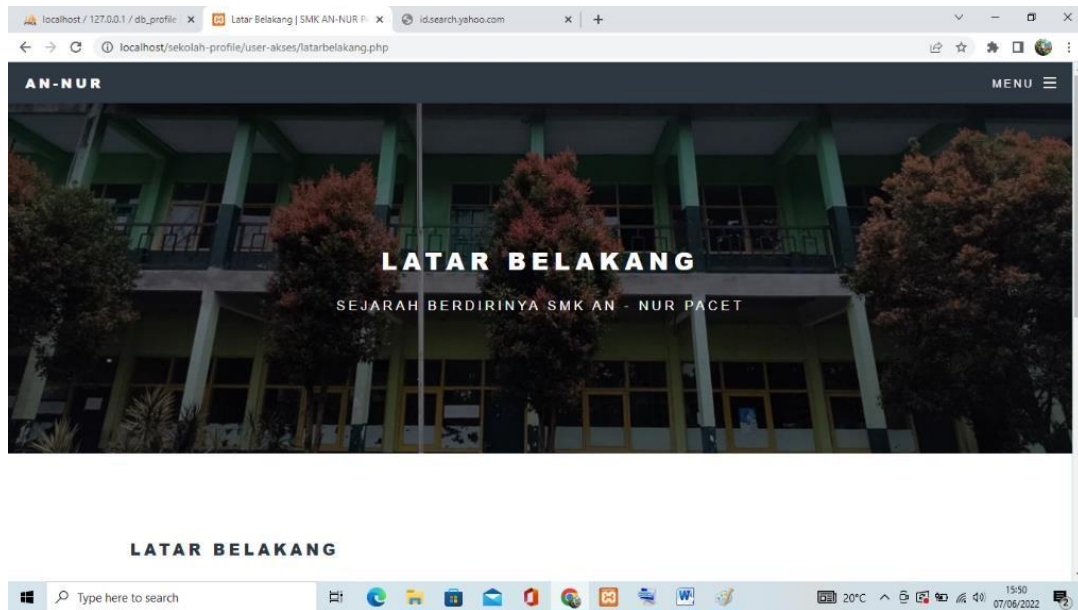 localhost / 127.0.0.1 / db_profile
Latar Belakang | SMK AN-NUR P
id.search.yahoo.com
localhost/sekolah-profile/user-akses/latarbelakang.php
AN-NUR
MENU
LATAR BELAKANG
SEJARAH BERDIRINYA SMK AN - NUR PACET
LATAR BELAKANG
Type here to search
20°C
15:50
07/06/2022